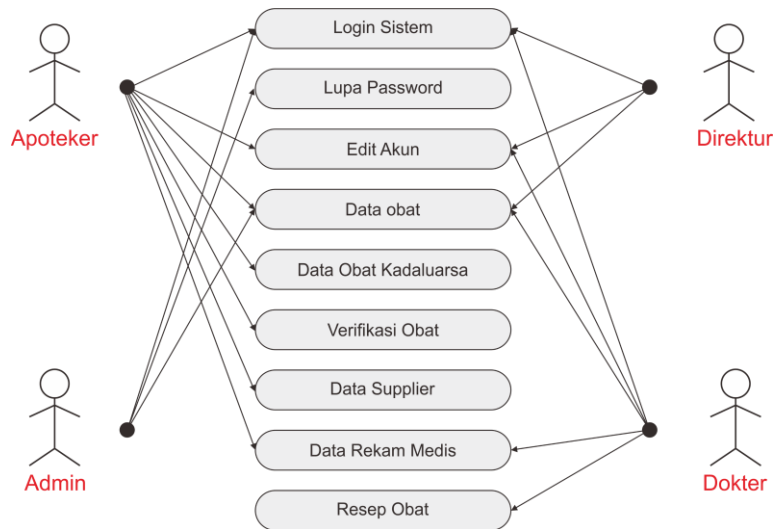 Login Sistem
Lupa Password
Apoteker
Direktur
Edit Akun
Data obat
Data Obat Kadaluarsa
Verifikasi Obat
Data Supplier
Data Rekam Medis
Admin
Dokter
Resep Obat